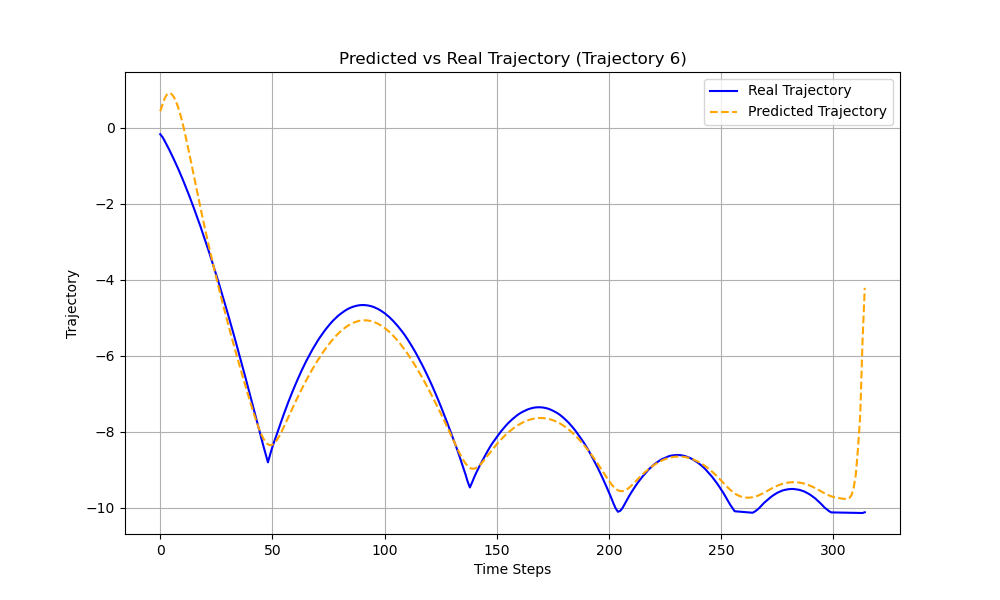 Predicted vs Real Trajectory (Trajectory 6)
Real Trajectory
Predicted Trajectory
Trajectory
0
−2
−4
−6
−8
−10
0 50 100 150 200 250 300
Time Steps